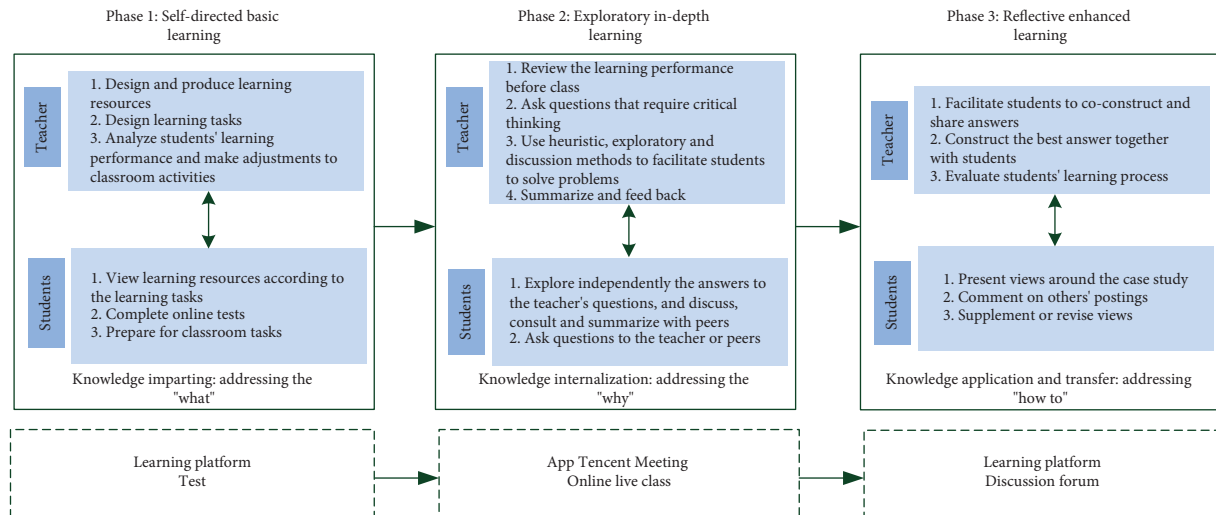 Phase 1: Self-directed basic
learning
Teacher
1. Design and produce learning
resources
2. Design learning tasks
3. Analyze students' learning
performance and make adjustments to
classroom activities
Students
1. View learning resources according to
the learning tasks
2. Complete online tests
3. Prepare for classroom tasks
Knowledge imparting: addressing the
"what"
Learning platform
Test
Phase 2: Exploratory in-depth
learning
Teacher
1. Review the learning performance
before class
2. Ask questions that require critical
thinking
3. Use heuristic, exploratory and
discussion methods to facilitate students
to solve problems
4. Summarize and feed back
Students
1. Explore independently the answers to
the teacher's questions, and discuss,
consult and summarize with peers
2. Ask questions to the teacher or peers
Knowledge internalization: addressing the
"why"
App Tencent Meeting
Online live class
Phase 3: Reflective enhanced
learning
Teacher
1. Facilitate students to co-construct and
share answers
2. Construct the best answer together
with students
3. Evaluate students' learning process
Students
1. Present views around the case study
2. Comment on others' postings
3. Supplement or revise views
Knowledge application and transfer: addressing
"how to"
Learning platform
Discussion forum